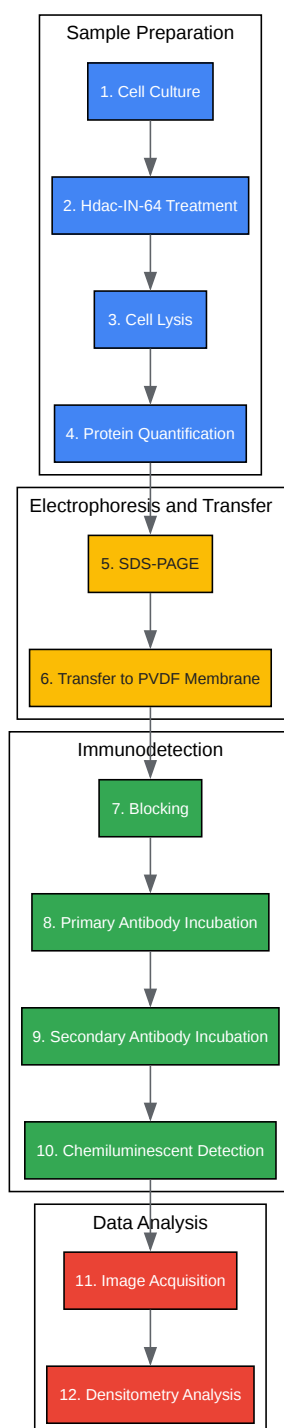 Sample Preparation
1. Cell Culture
2. Hdac-IN-64 Treatment
3. Cell Lysis
4. Protein Quantification
Electrophoresis and Transfer
5. SDS-PAGE
6. Transfer to PVDF Membrane
Immunodetection
7. Blocking
8. Primary Antibody Incubation
9. Secondary Antibody Incubation
10. Chemiluminescent Detection
Data Analysis
11. Image Acquisition
12. Densitometry Analysis